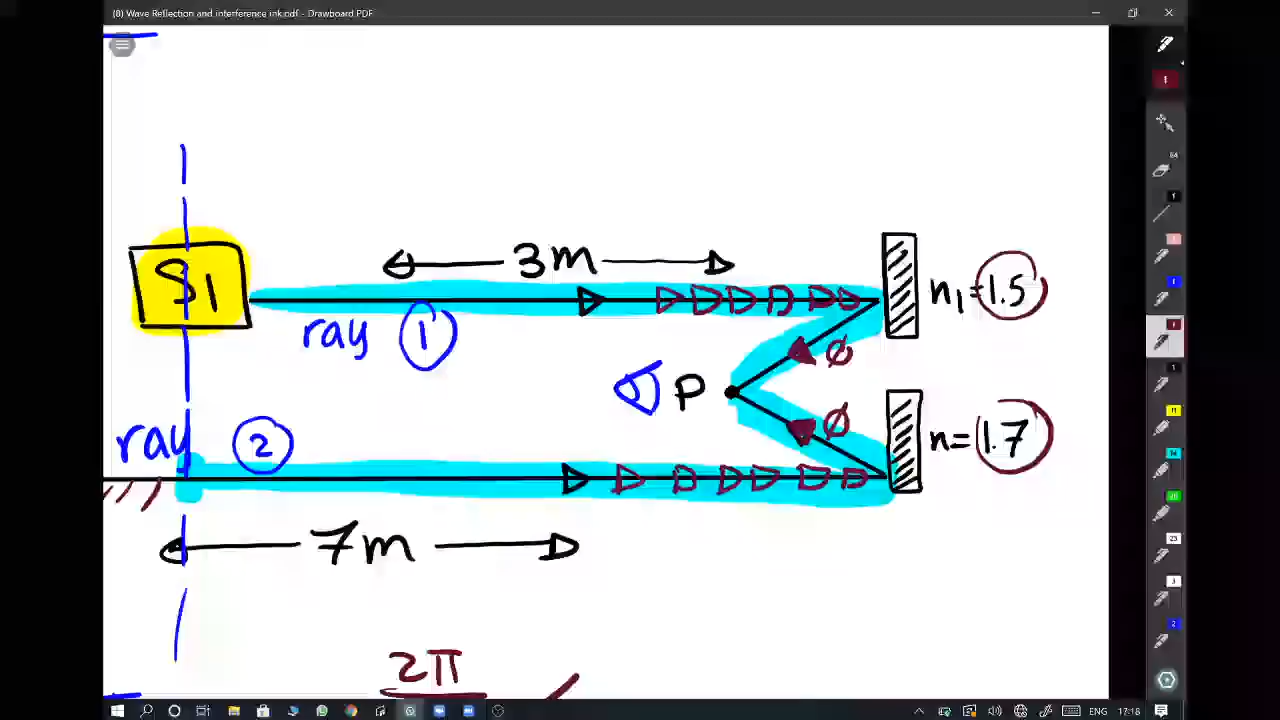 (8) Wave Reflection and interference ink.pdf - Drawboard PDF
3m
S1
n1=1.5
ray 1
ϕ
P
ϕ
n=1.7
ray 2
7m
2π
ENG 17:18